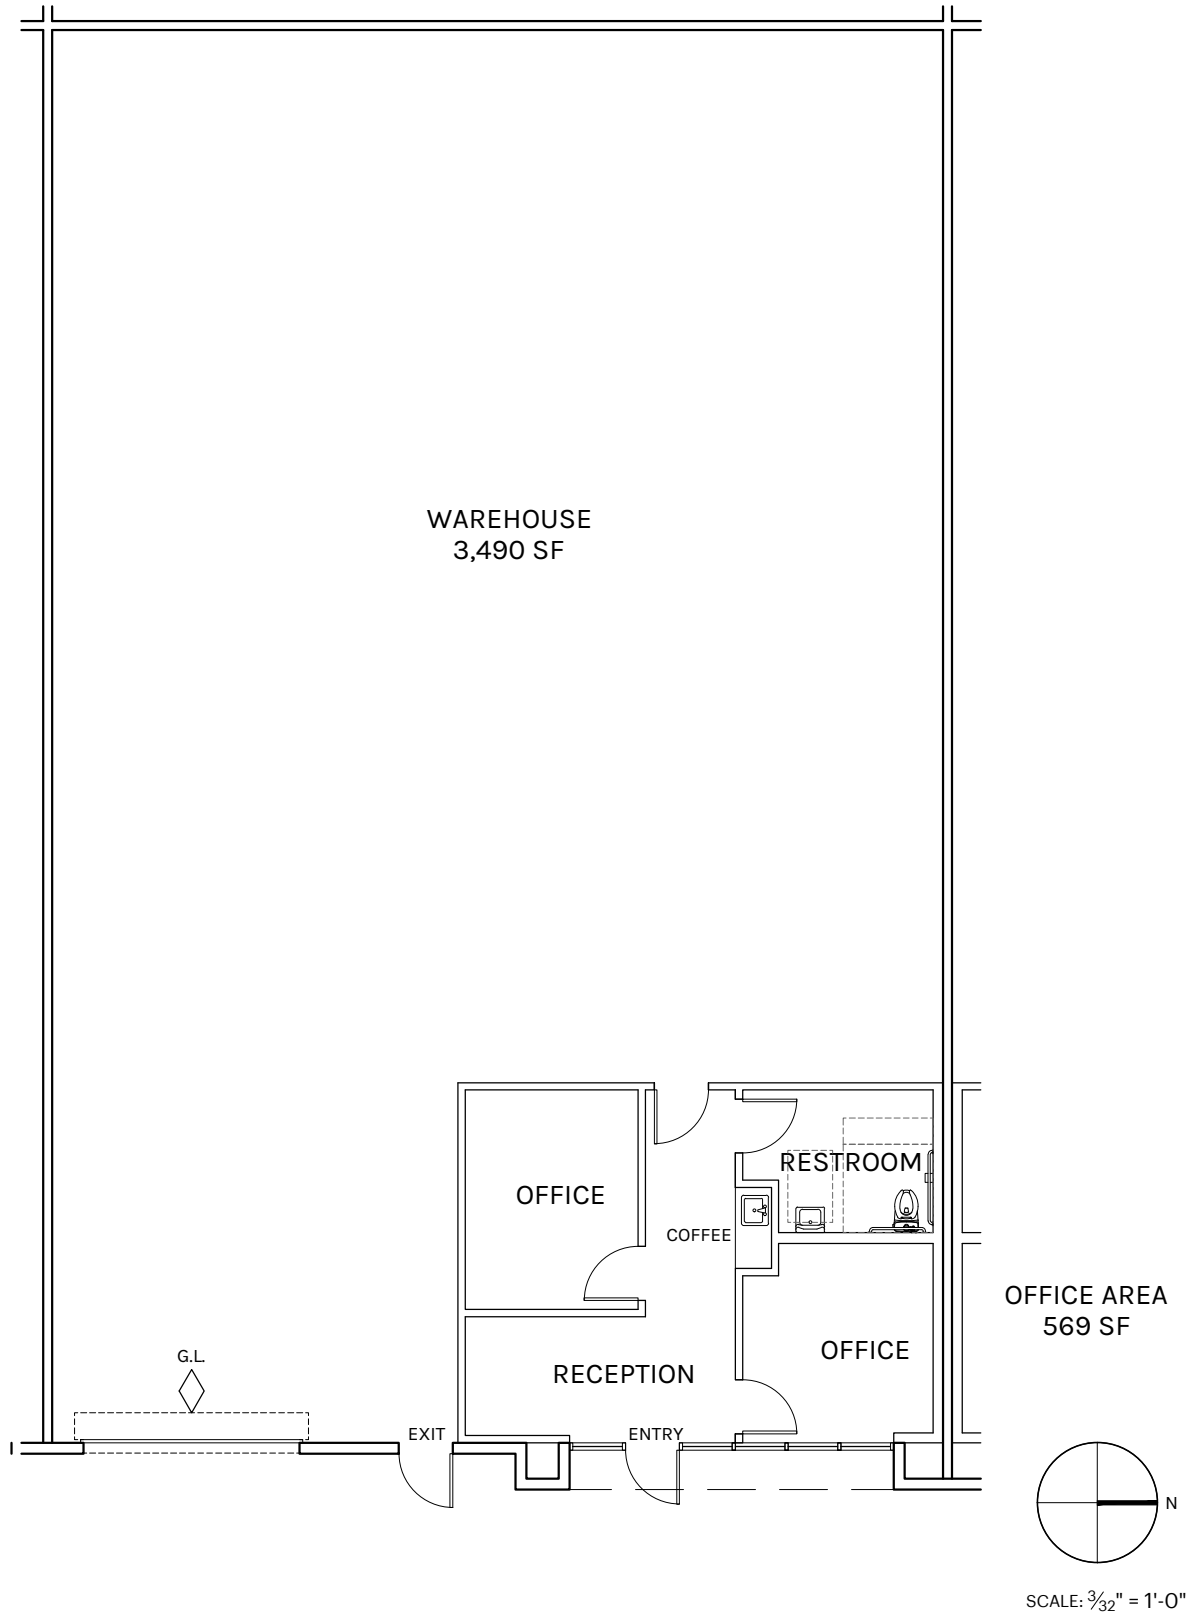 WAREHOUSE
3,490 SF
RESTROOM
OFFICE
COFFEE
OFFICE AREA
569 SF
OFFICE
G.L.
RECEPTION
EXIT
ENTRY
N
SCALE: 3/32" = 1'-0"